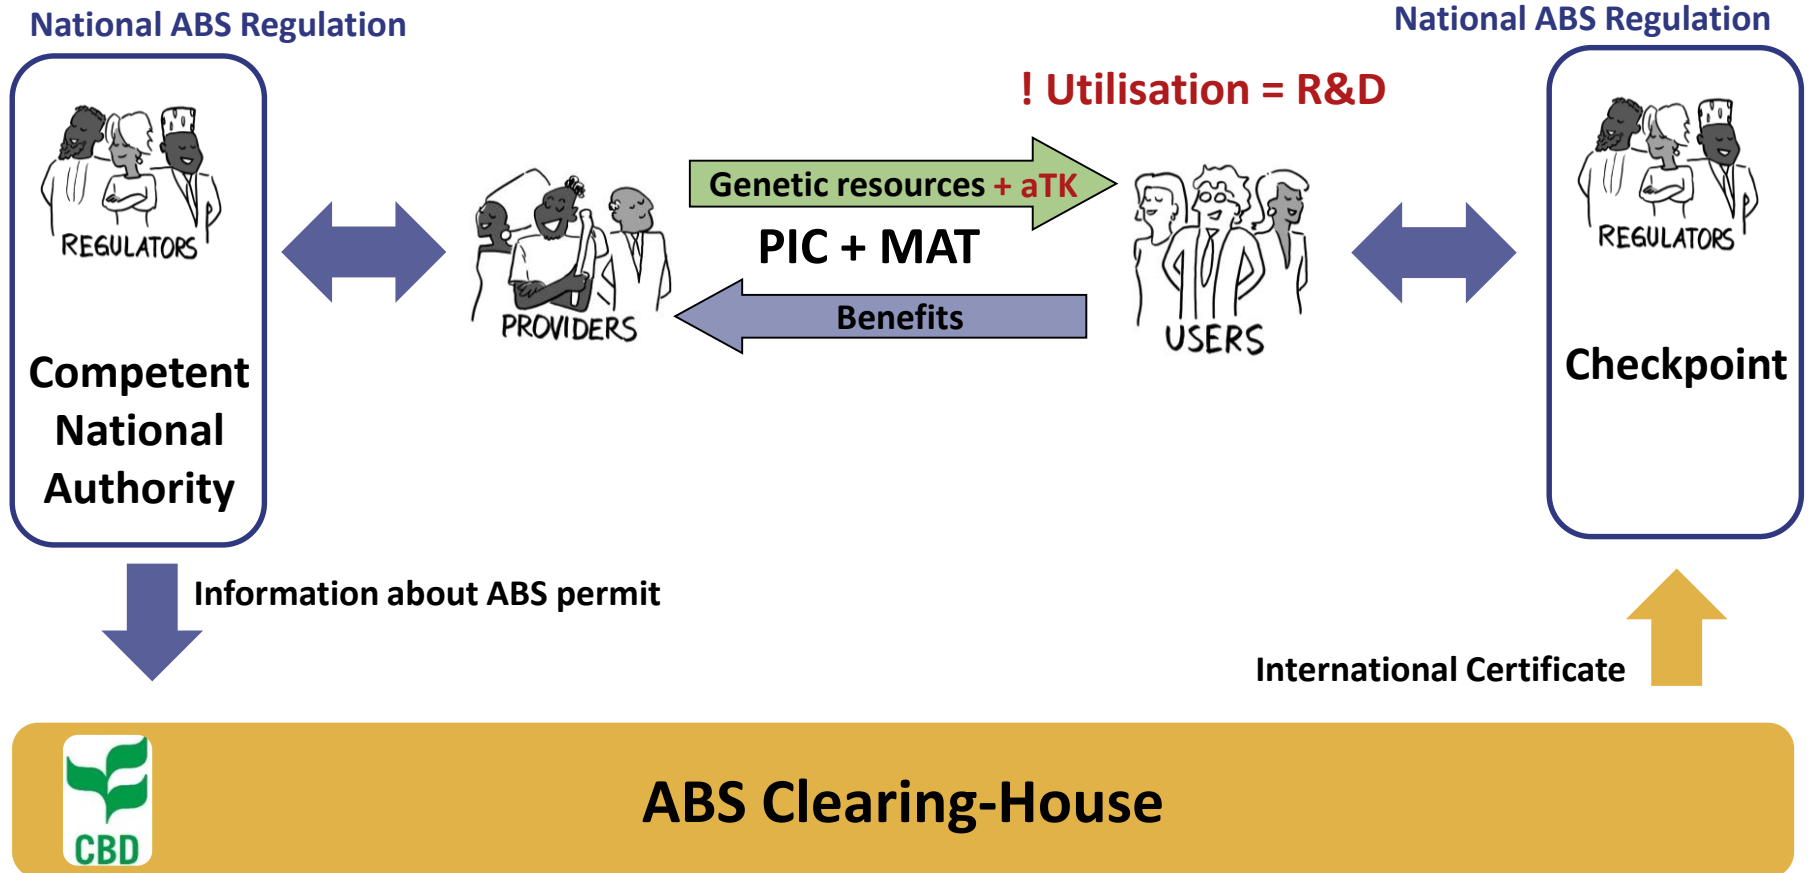 National ABS Regulation
National ABS Regulation
! Utilisation = R&D
REGULATORS
Genetic resources + aTK
REGULATORS
PIC + MAT
PROVIDERS
Benefits
USERS
Competent
National
Authority
Checkpoint
Information about ABS permit
International Certificate
CBD
ABS Clearing-House